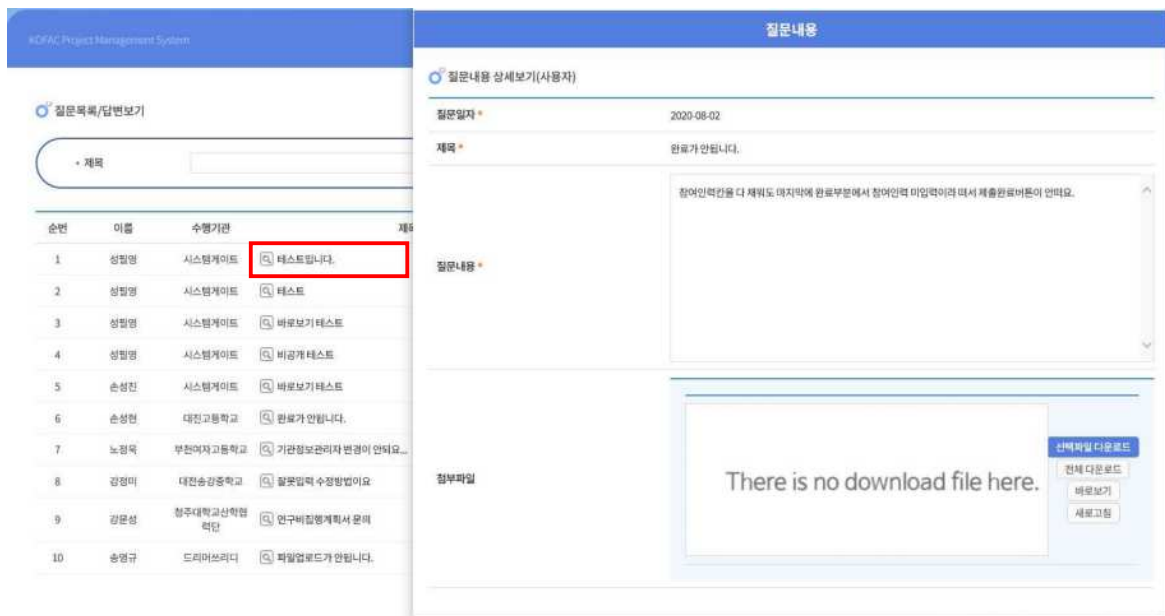 KOFAC Project Management System
질문목록/답변보기
• 제목
순번 이름 수행기관 제목
1 성필영 시스템게이트 테스트입니다.
2 성필영 시스템게이트 테스트
3 성필영 시스템게이트 바로보기 테스트
4 성필영 시스템게이트 비공개 테스트
5 손성진 시스템게이트 바로보기 테스트
6 손성현 대진고등학교 완료가 안됩니다.
7 노정욱 부천여자고등학교 기관정보관리자 변경이 안되요...
8 강정미 대전송강중학교 잘못입력 수정방법이요
9 강문성 청주대학교산학협
력단 연구비집행계획서 문의
10 송영규 드리머쓰리디 파일업로드가 안됩니다.
질문내용
질문내용 상세보기(사용자)
질문일자 * 2020-08-02
제목 * 완료가 안됩니다.
질문내용 * 참여인력칸을 다 채워도 마지막에 완료부분에서 참여인력 미입력이라 떠서 제출완료버튼이 안떠요.
첨부파일
There is no download file here.
선택파일 다운로드
전체 다운로드
바로보기
새로고침